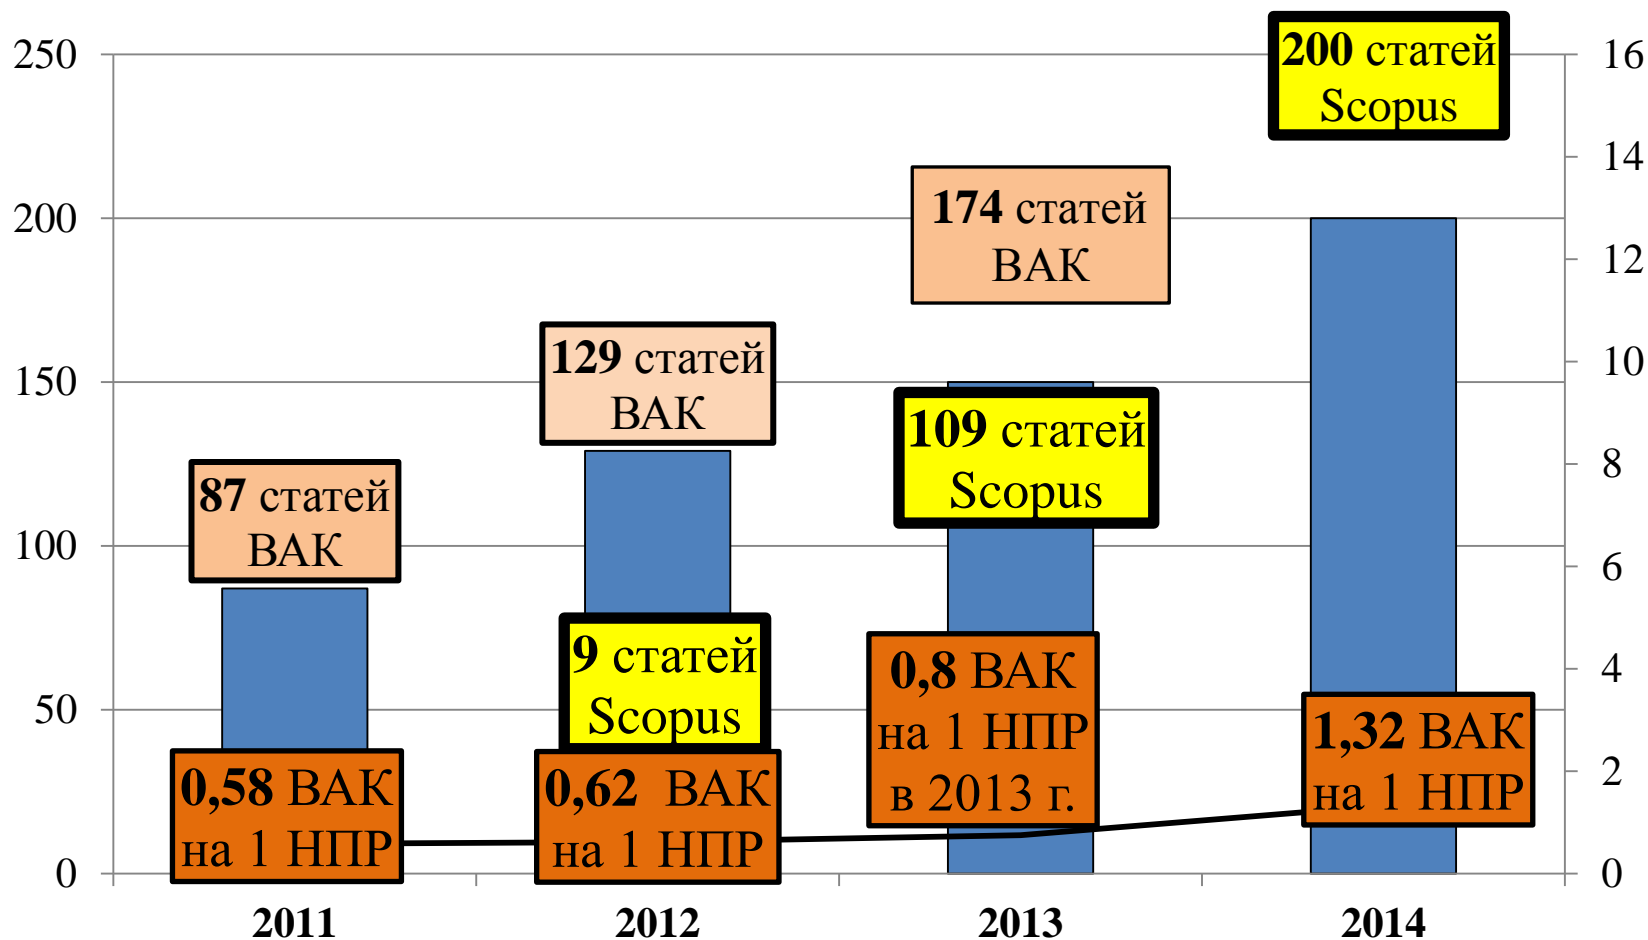 250
200
150
100
50
0
200 статей
Scopus
174 статей
ВАК
129 статей
ВАК
109 статей
Scopus
87 статей
ВАК
9 статей
Scopus
0,8 ВАК
на 1 НПР
в 2013 г.
1,32 ВАК
на 1 НПР
0,58 ВАК
на 1 НПР
0,62 ВАК
на 1 НПР
16
14
12
10
8
6
4
2
0
2011
2012
2013
2014